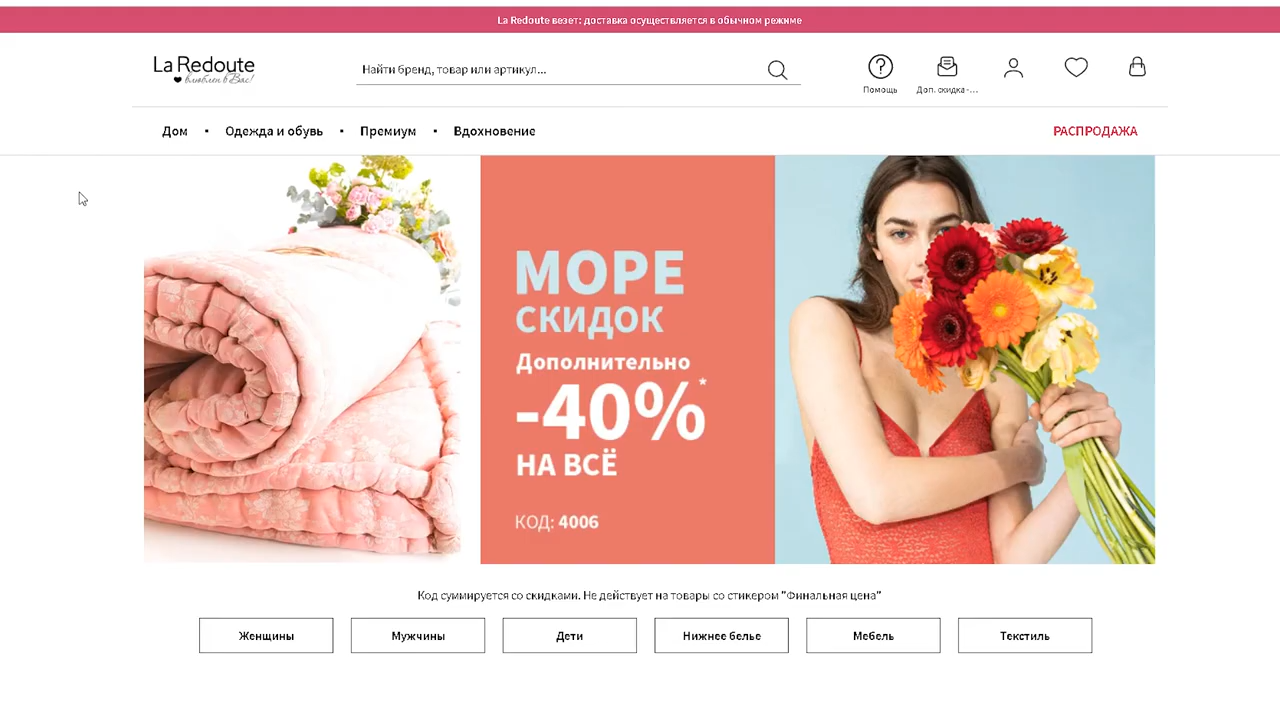 La Redoute везет: доставка осуществляется в обычном режиме
La Redoute
влюблен в Вас!
Найти бренд, товар или артикул...
Помощь
Доп. скидка -...
Дом ▪ Одежда и обувь ▪ Премиум ▪ Вдохновение
РАСПРОДАЖА
МОРЕ
СКИДОК
Дополнительно
-40%*
НА ВСЁ
КОД: 4006
Код суммируется со скидками. Не действует на товары со стикером "Финальная цена"
Женщины
Мужчины
Дети
Нижнее белье
Мебель
Текстиль